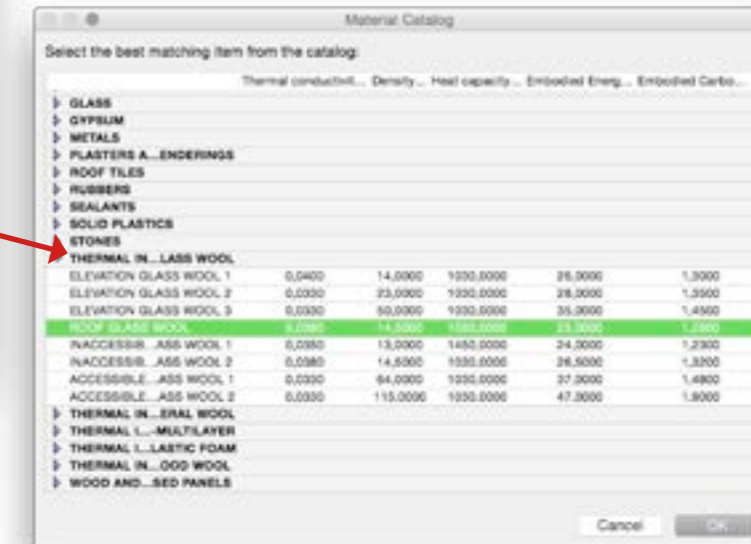 Material Catalog
Select the best matching item from the catalog:
Thermal conductivit... Density... Heat capacity... Embodied Energ... Embodied Carbo...
GLASS
GYPSUM
METALS
PLASTERS A...ENDERINGS
ROOF TILES
RUBBERS
SEALANTS
SOLID PLASTICS
STONES
THERMAL IN...LASS WOOL
ELEVATION GLASS WOOL 1 0,0400 14,0000 1030,0000 26,0000 1,3000
ELEVATION GLASS WOOL 2 0,0350 23,0000 1030,0000 28,0000 1,3500
ELEVATION GLASS WOOL 3 0,0330 50,0000 1030,0000 35,0000 1,4500
ROOF GLASS WOOL
INACCESSIB...ASS WOOL 1 0,0350 13,0000 1450,0000 24,0000 1,2300
INACCESSIB...ASS WOOL 2 0,0380 14,5000 1030,0000 26,5000 1,3200
ACCESSIBLE...ASS WOOL 1 0,0330 64,0000 1030,0000 37,0000 1,4800
ACCESSIBLE...ASS WOOL 2 0,0330 115,0000 1030,0000 47,0000 1,8000
THERMAL IN...ERAL WOOL
THERMAL I...-MULTILAYER
THERMAL I...LASTIC FOAM
THERMAL IN...OOD WOOL
WOOD AND...SED PANELS
Cancel OK